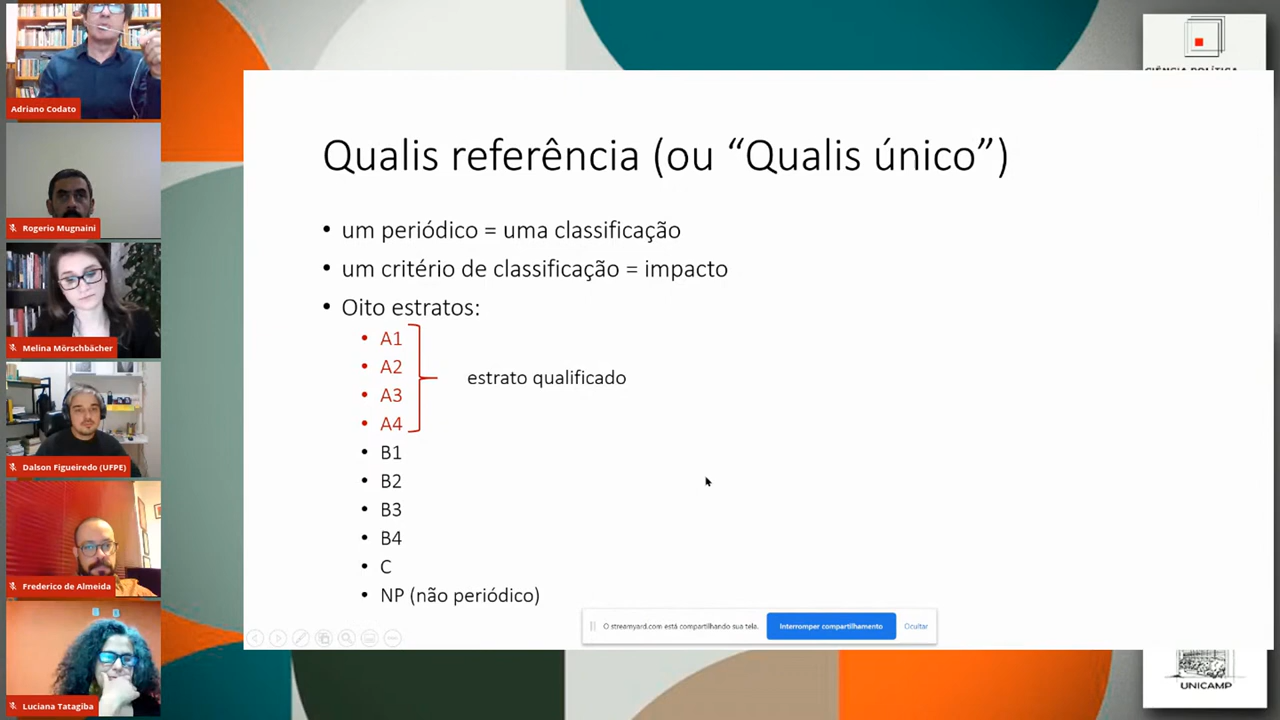 Adriano Codato
Rogerio Mugnaini
Melina Mörschbächer
Dalson Figueiredo (UFPE)
Frederico de Almeida
Luciana Tatagiba
CIÊNCIA POLÍTICA
Qualis referência (ou “Qualis único”)
• um periódico = uma classificação
• um critério de classificação = impacto
• Oito estratos:
• A1
• A2
• A3
• A4
estrato qualificado
• B1
• B2
• B3
• B4
• C
• NP (não periódico)
O streamyard.com está compartilhando sua tela.
Interromper compartilhamento
Ocultar
UNICAMP